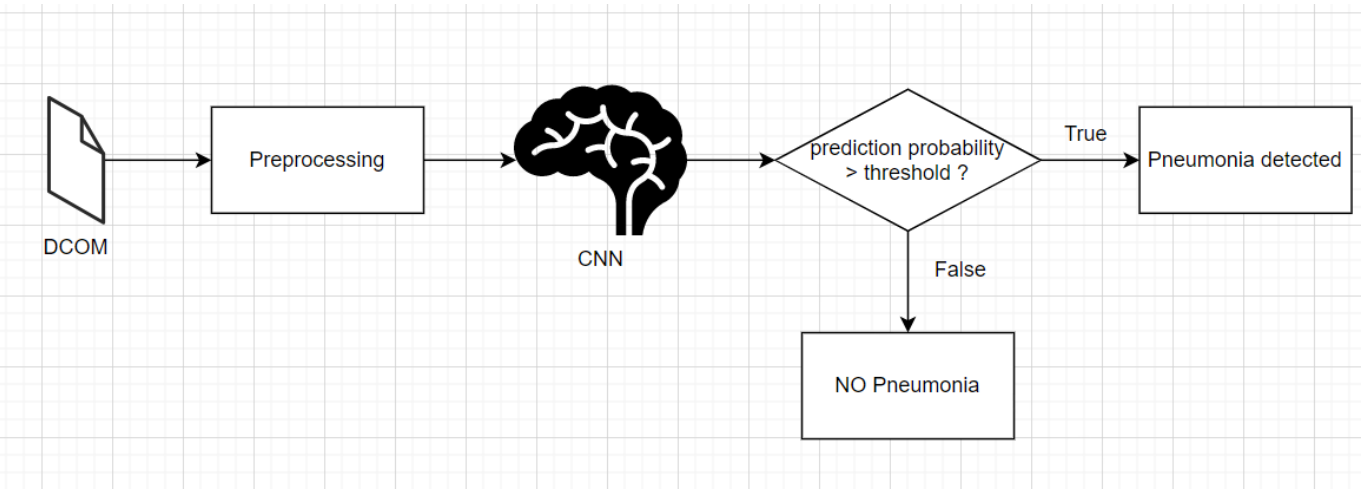 DCOM
Preprocessing
CNN
prediction probability
> threshold ?
True
Pneumonia detected
False
NO Pneumonia